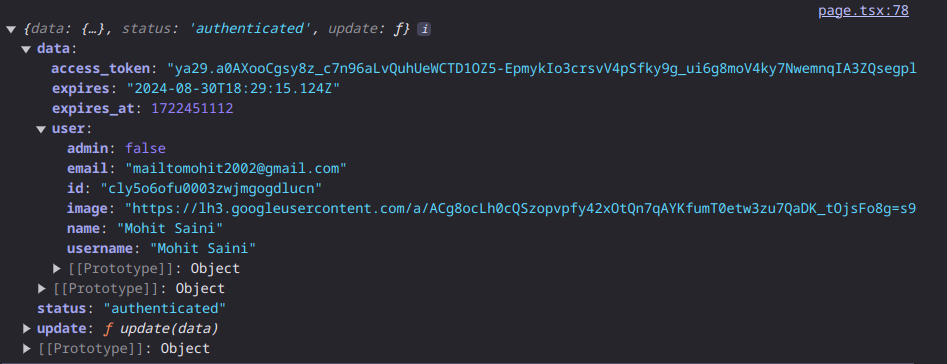 page.tsx:78
▼ {data: {…}, status: 'authenticated', update: ƒ} i
▼ data:
access_token: "ya29.a0AXooCgsy8z_c7n96aLvQuhUeWCTD1OZ5-EpmykIo3crsvV4pSfky9g_ui6g8moV4ky7NwemnqIA3ZQsegpl
expires: "2024-08-30T18:29:15.124Z"
expires_at: 1722451112
▼ user:
admin: false
email: "mailtomohit2002@gmail.com"
id: "cly5o6ofu0003zwjmgogdlucn"
image: "https://lh3.googleusercontent.com/a/ACg8ocLh0cQSzopvpfy42xOtQn7qAYKfumT0etw3zu7QaDK_tOjsFo8g=s9
name: "Mohit Saini"
username: "Mohit Saini"
▶ [[Prototype]]: Object
▶ [[Prototype]]: Object
status: "authenticated"
▶ update: ƒ update(data)
▶ [[Prototype]]: Object